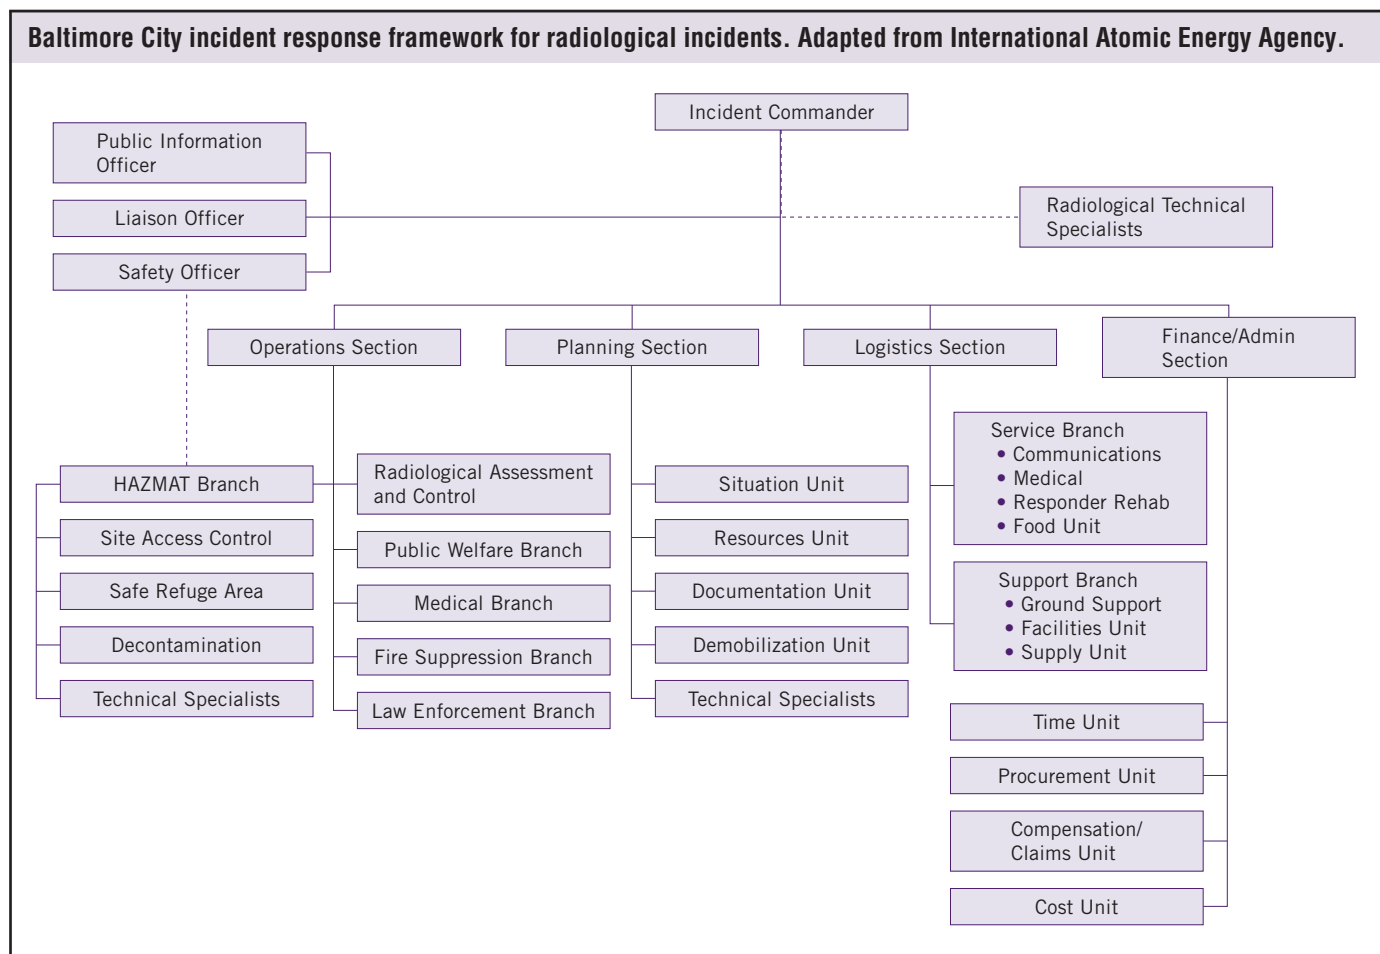 Baltimore City incident response framework for radiological incidents. Adapted from International Atomic Energy Agency.
Incident Commander
Public Information
Officer
Liaison Officer
Safety Officer
Radiological Technical
Specialists
Operations Section
Planning Section
Logistics Section
Finance/Admin
Section
HAZMAT Branch
Site Access Control
Safe Refuge Area
Decontamination
Technical Specialists
Radiological Assessment
and Control
Public Welfare Branch
Medical Branch
Fire Suppression Branch
Law Enforcement Branch
Situation Unit
Resources Unit
Documentation Unit
Demobilization Unit
Technical Specialists
Service Branch
• Communications
• Medical
• Responder Rehab
• Food Unit
Support Branch
• Ground Support
• Facilities Unit
• Supply Unit
Time Unit
Procurement Unit
Compensation/
Claims Unit
Cost Unit